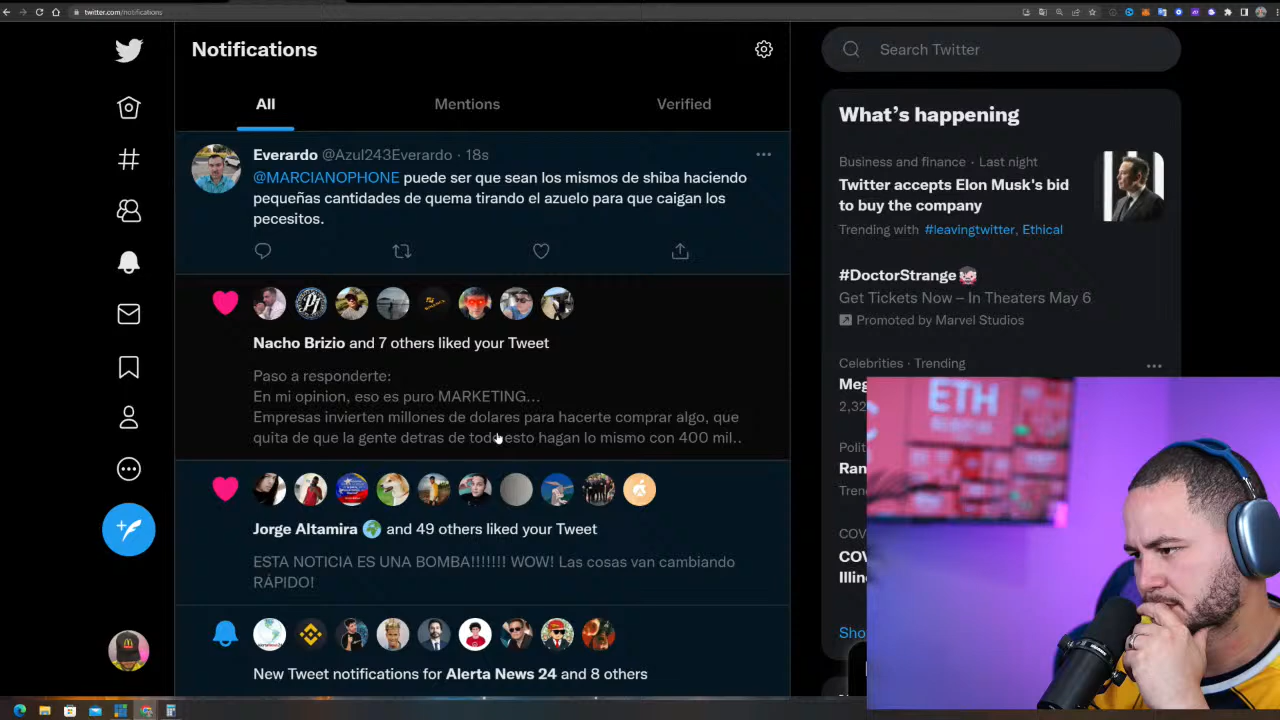 twitter.com/notifications
Notifications
Search Twitter
All
Mentions
Verified
Everardo @Azul243Everardo · 18s
@MARCIANOPHONE puede ser que sean los mismos de shiba haciendo
pequeñas cantidades de quema tirando el azuelo para que caigan los
pecesitos.
Nacho Brizio and 7 others liked your Tweet
Paso a responderte:
En mi opinion, eso es puro MARKETING...
Empresas invierten millones de dolares para hacerte comprar algo, que
quita de que la gente detras de todo esto hagan lo mismo con 400 mil..
Jorge Altamira and 49 others liked your Tweet
ESTA NOTICIA ES UNA BOMBA!!!!!!! WOW! Las cosas van cambiando
RÁPIDO!
New Tweet notifications for Alerta News 24 and 8 others
What's happening
Business and finance · Last night
Twitter accepts Elon Musk's bid
to buy the company
Trending with #leavingtwitter, Ethical
#DoctorStrange
Get Tickets Now – In Theaters May 6
Promoted by Marvel Studios
Celebrities · Trending
Meg
2,32
Polit
Ran
Tren
COV
COV
Illin
Sho
ETH